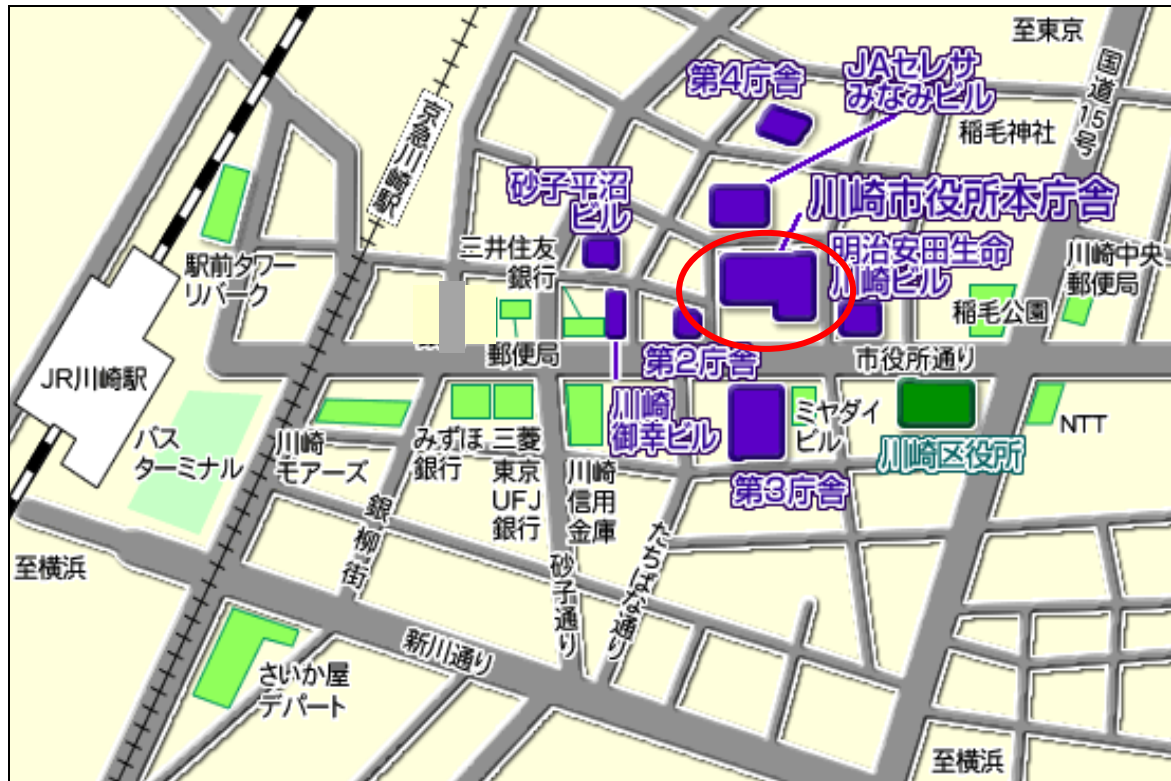 至東京
国道15号
JAセレサ
みなみビル
第4庁舎
稲毛神社
京急川崎駅
砂子平沼
ビル
川崎市役所本庁舎
三井住友
銀行
明治安田生命
川崎ビル
川崎中央
郵便局
駅前タワー
リバーク
稲毛公園
郵便局
第2庁舎
市役所通り
JR川崎駅
川崎
御幸ビル
ミヤダイ
ビル
NTT
バス
ターミナル
川崎
モアーズ
みずほ
銀行
三菱
東京
UFJ
銀行
川崎
信用
金庫
川崎区役所
第3庁舎
銀柳街
たちばな通り
砂子通り
至横浜
新川通り
さいか屋
デパート
至横浜